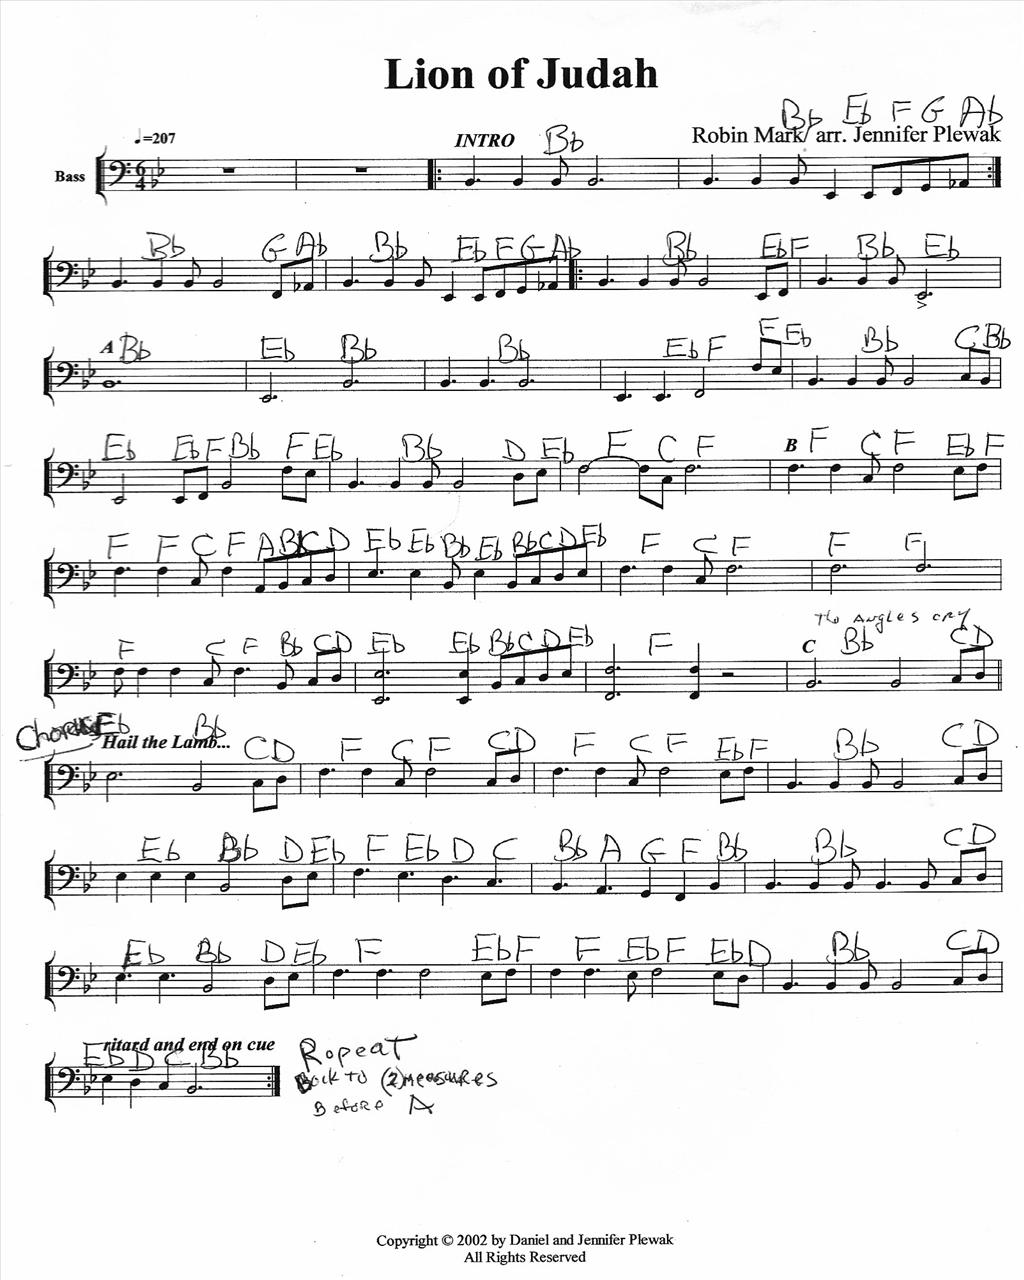 Lion of Judah
Bb Eb F G Ab
♩=207
INTRO Bb
Robin Mark/ arr. Jennifer Plewak
Bass
6/4
Bb G Ab Bb Eb F G Ab Bb Eb F Bb Eb
A Bb Eb Bb Bb Eb F F Eb Bb C Bb
Eb Eb F Bb F Eb Bb D Eb F C F B F C F Eb F
F F C F A Bb C D Eb Eb Bb Eb Bb C D Eb F C F F F
The Angles cry
F C F Bb C D Eb Eb Bb C D Eb F C Bb C D
Chorus Eb Bb
Hail the Lamb...
C D F C F C D F C F Eb F Bb C D
Eb Bb D Eb F Eb D C Bb A G F Bb Bb C D
Eb Bb D Eb F Eb F F F Eb F Eb D Bb C D
ritard and end on cue
Eb D C Bb
Ropeat
Back to (2) measures
Before A
Copyright © 2002 by Daniel and Jennifer Plewak
All Rights Reserved